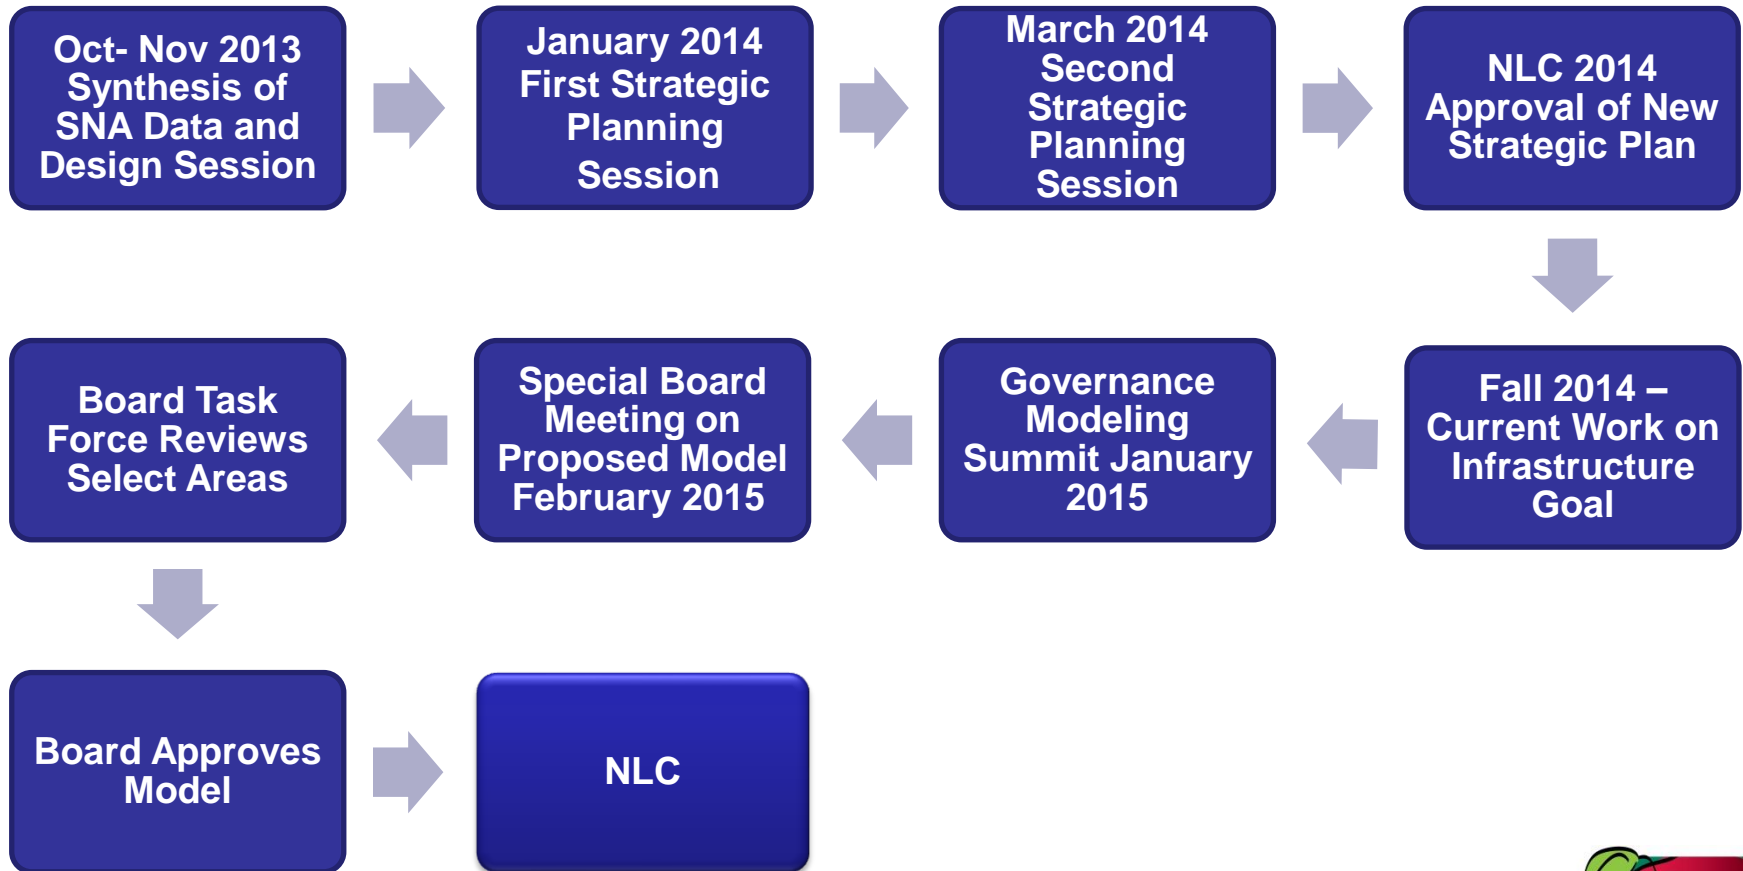 Oct- Nov 2013
Synthesis of
SNA Data and
Design Session
January 2014
First Strategic
Planning
Session
March 2014
Second
Strategic
Planning
Session
NLC 2014
Approval of New
Strategic Plan
Fall 2014 –
Current Work on
Infrastructure
Goal
Governance
Modeling
Summit January
2015
Special Board
Meeting on
Proposed Model
February 2015
Board Task
Force Reviews
Select Areas
Board Approves
Model
NLC